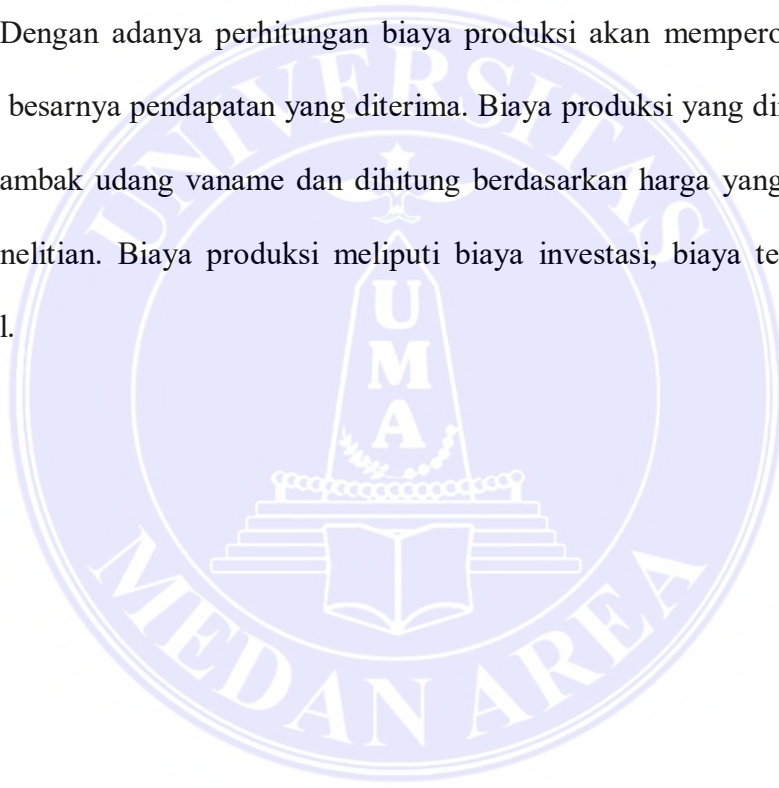 Dengan adanya perhitungan biaya produksi akan mempero
besarnya pendapatan yang diterima. Biaya produksi yang di
ambak udang vaname dan dihitung berdasarkan harga yang
nelitian. Biaya produksi meliputi biaya investasi, biaya te
l.
UNIVERSITAS
UMA
MEDAN AREA